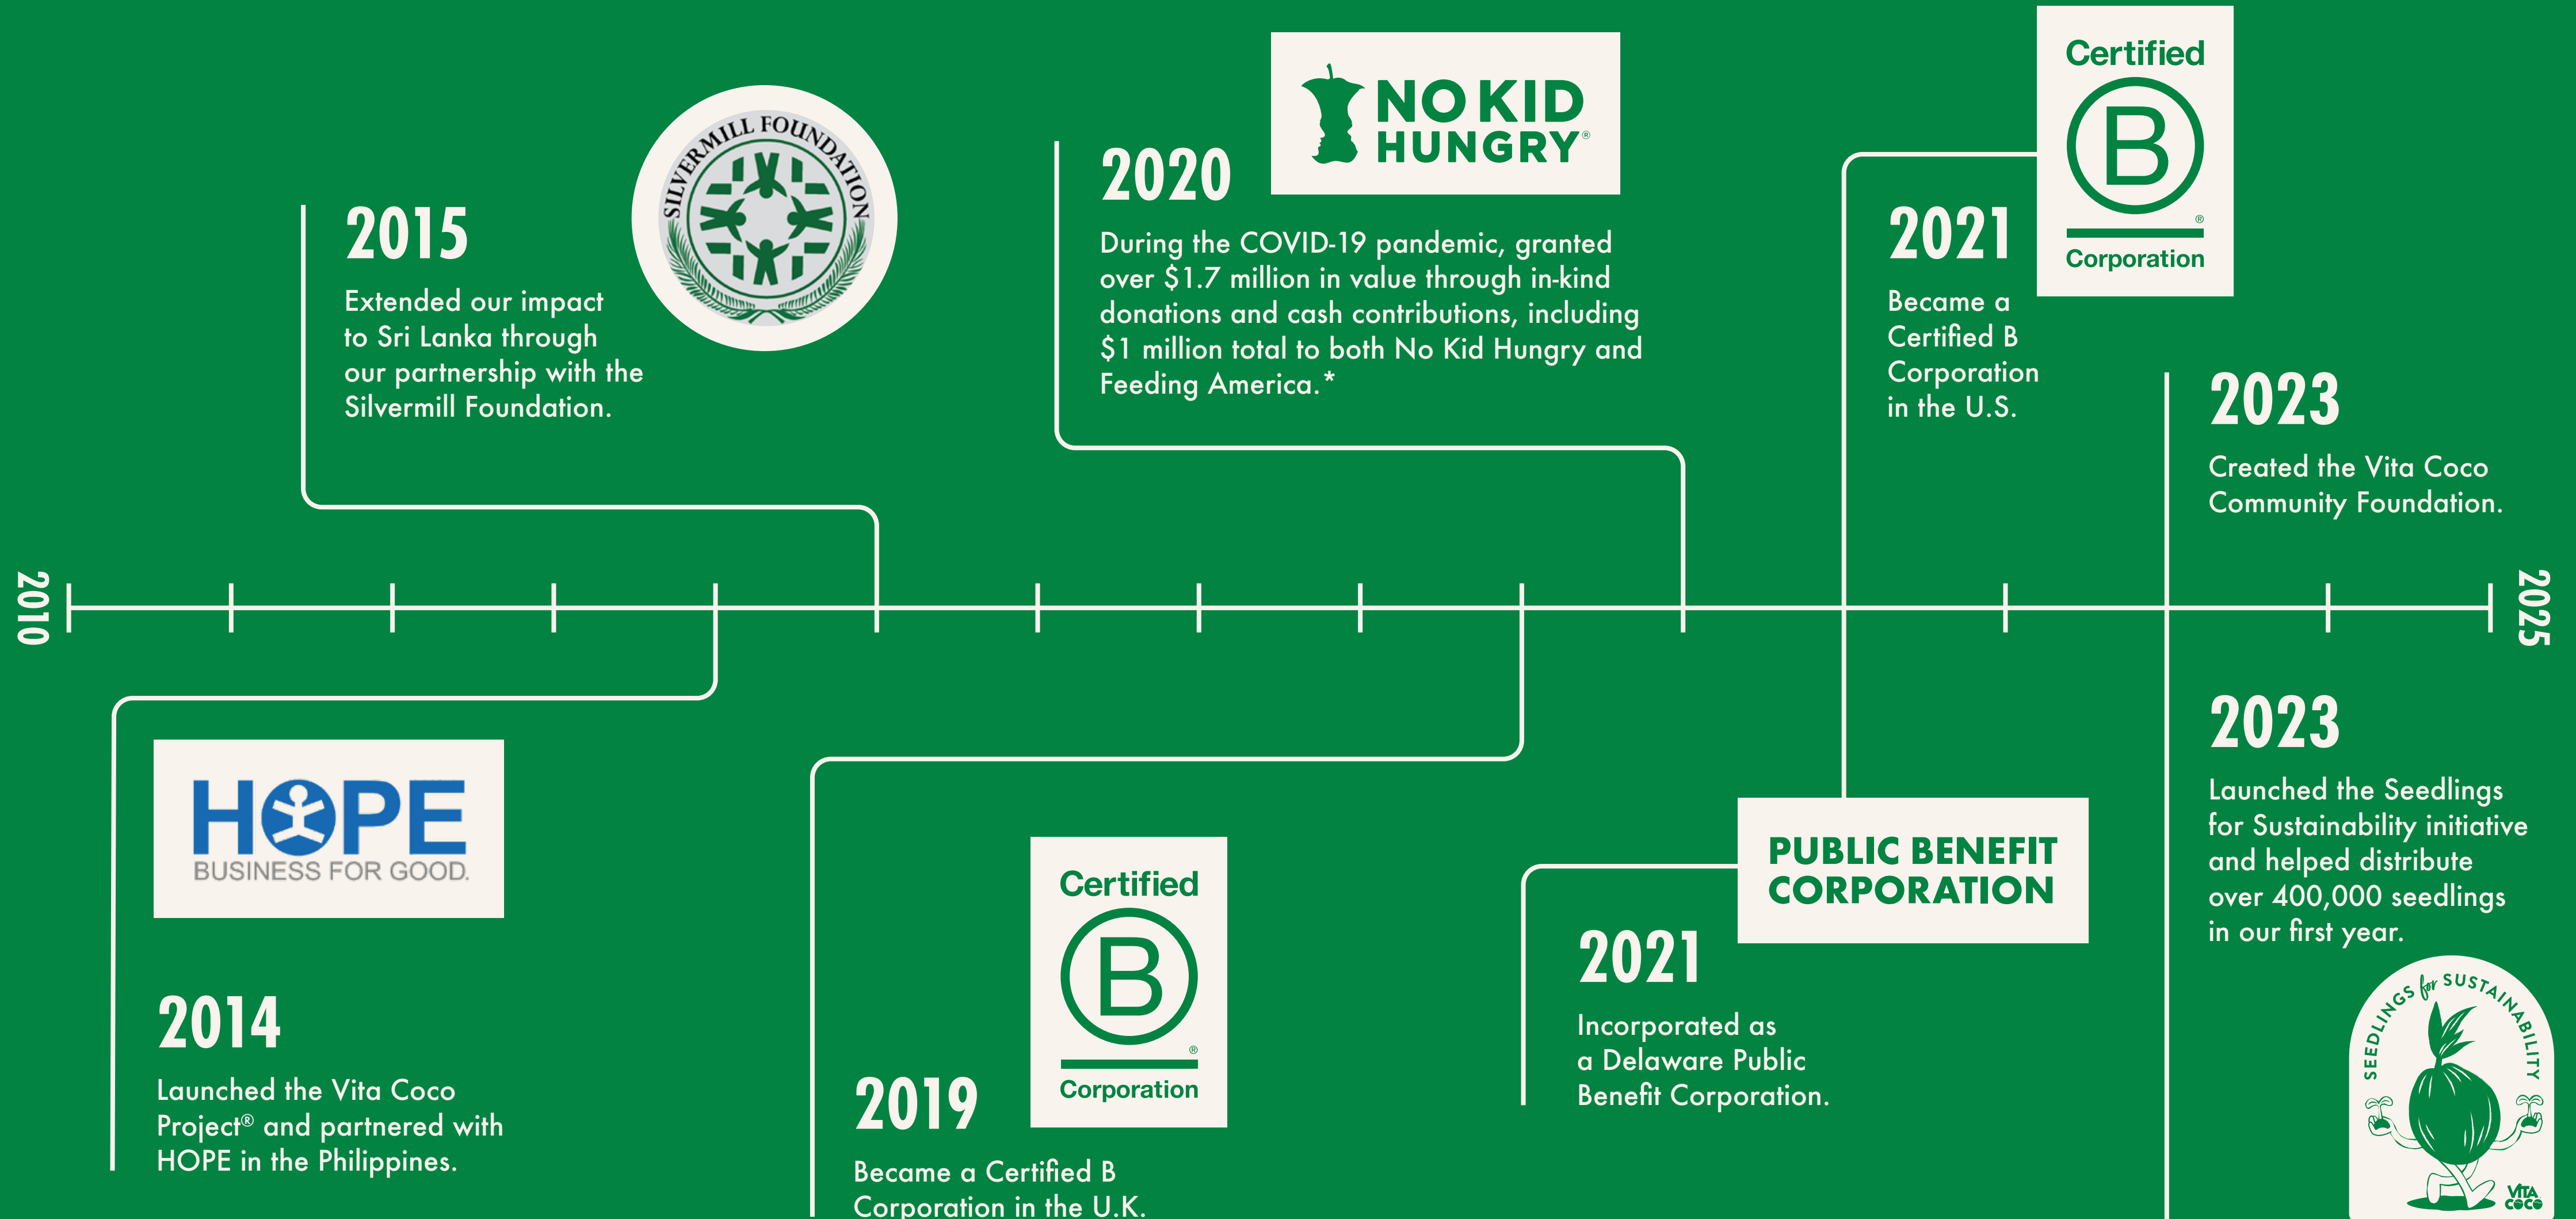 2015
Extended our impact
to Sri Lanka through
our partnership with the
Silvermill Foundation.
SILVERMILL FOUNDATION
2020
NO KID
HUNGRY®
During the COVID-19 pandemic, granted
over $1.7 million in value through in-kind
donations and cash contributions, including
$1 million total to both No Kid Hungry and
Feeding America.*
2021
Became a
Certified B
Corporation
in the U.S.
Certified
B
®
Corporation
2023
Created the Vita Coco
Community Foundation.
2010
2025
HOPE
BUSINESS FOR GOOD.
2014
Launched the Vita Coco
Project® and partnered with
HOPE in the Philippines.
Certified
B
®
Corporation
2019
Became a Certified B
Corporation in the U.K.
PUBLIC BENEFIT
CORPORATION
2021
Incorporated as
a Delaware Public
Benefit Corporation.
2023
Launched the Seedlings
for Sustainability initiative
and helped distribute
over 400,000 seedlings
in our first year.
SEEDLINGS for SUSTAINABILITY
VITA
COCO